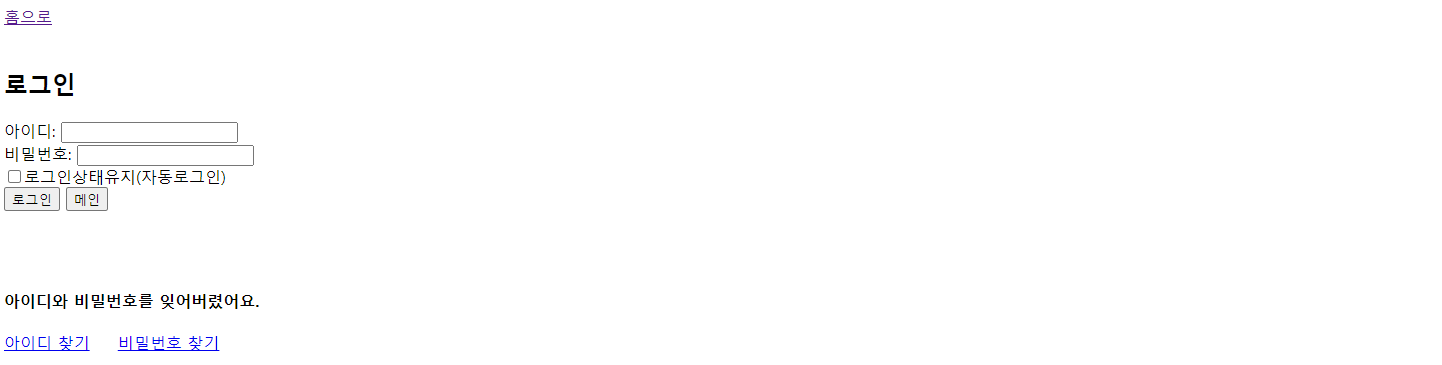 홈으로
로그인
아이디:
비밀번호:
로그인상태유지(자동로그인)
로그인 메인
아이디와 비밀번호를 잊어버렸어요.
아이디 찾기 비밀번호 찾기